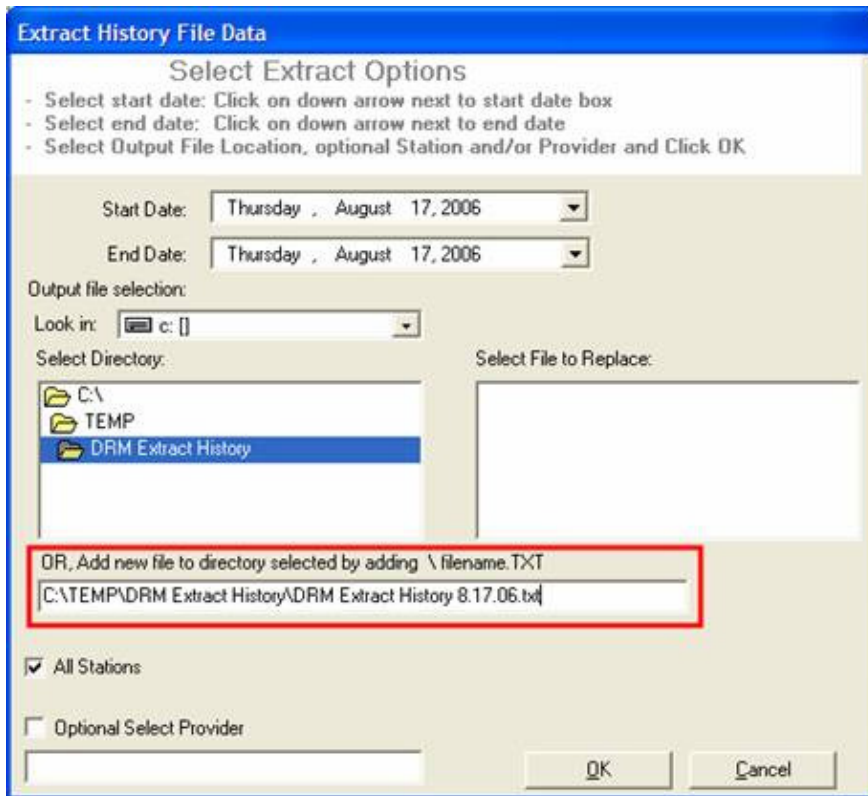 Extract History File Data
Select Extract Options
- Select start date: Click on down arrow next to start date box
- Select end date: Click on down arrow next to end date
- Select Output File Location, optional Station and/or Provider and Click OK
Start Date: Thursday , August 17, 2006
End Date: Thursday , August 17, 2006
Output file selection:
Look in: c: []
Select Directory: Select File to Replace:
C:\
TEMP
DRM Extract History
OR, Add new file to directory selected by adding \ filename.TXT
C:\TEMP\DRM Extract History\DRM Extract History 8.17.06.txt
All Stations
Optional Select Provider
OK Cancel